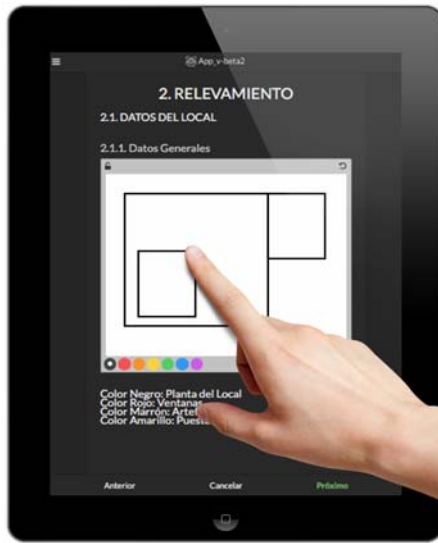 App_v-beta2
2. RELEVAMIENTO
2.1. DATOS DEL LOCAL
2.1.1. Datos Generales
Color Negro: Planta del Local
Color Rojo: Ventanas
Color Marrón:
Color Amarillo:
Anterior Cancelar Próximo